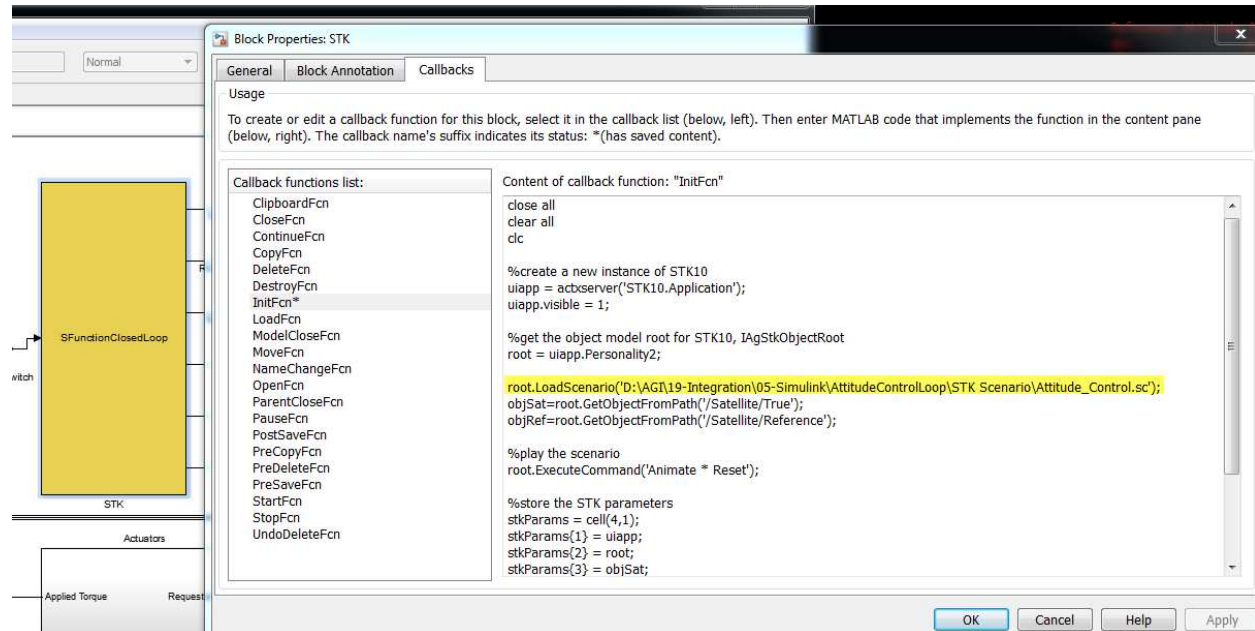 Block Properties: STK
x
Normal
General
Block Annotation
Callbacks
Usage
To create or edit a callback function for this block, select it in the callback list (below, left). Then enter MATLAB code that implements the function in the content pane
(below, right). The callback name's suffix indicates its status: *(has saved content).
Callback functions list:
ClipboardFcn
CloseFcn
ContinueFcn
CopyFcn
DeleteFcn
DestroyFcn
InitFcn*
LoadFcn
ModelCloseFcn
MoveFcn
NameChangeFcn
OpenFcn
ParentCloseFcn
PauseFcn
PostSaveFcn
PreCopyFcn
PreDeleteFcn
PreSaveFcn
StartFcn
StopFcn
UndoDeleteFcn
Content of callback function: "InitFcn"
close all
clear all
clc
%create a new instance of STK10
uiapp = actxserver('STK10.Application');
uiapp.visible = 1;
%get the object model root for STK10, IAgStkObjectRoot
root = uiapp.Personality2;
root.LoadScenario('D:\AGI\19-Integration\05-Simulink\AttitudeControlLoop\STK Scenario\Attitude_Control.sc');
objSat=root.GetObjectFromPath('/Satellite/True');
objRef=root.GetObjectFromPath('/Satellite/Reference');
%play the scenario
root.ExecuteCommand('Animate * Reset');
%store the STK parameters
stkParams = cell(4,1);
stkParams{1} = uiapp;
stkParams{2} = root;
stkParams{3} = objSat;
SFunctionClosedLoop
R
witch
STK
Actuators
Applied Torque
Request
OK
Cancel
Help
Apply